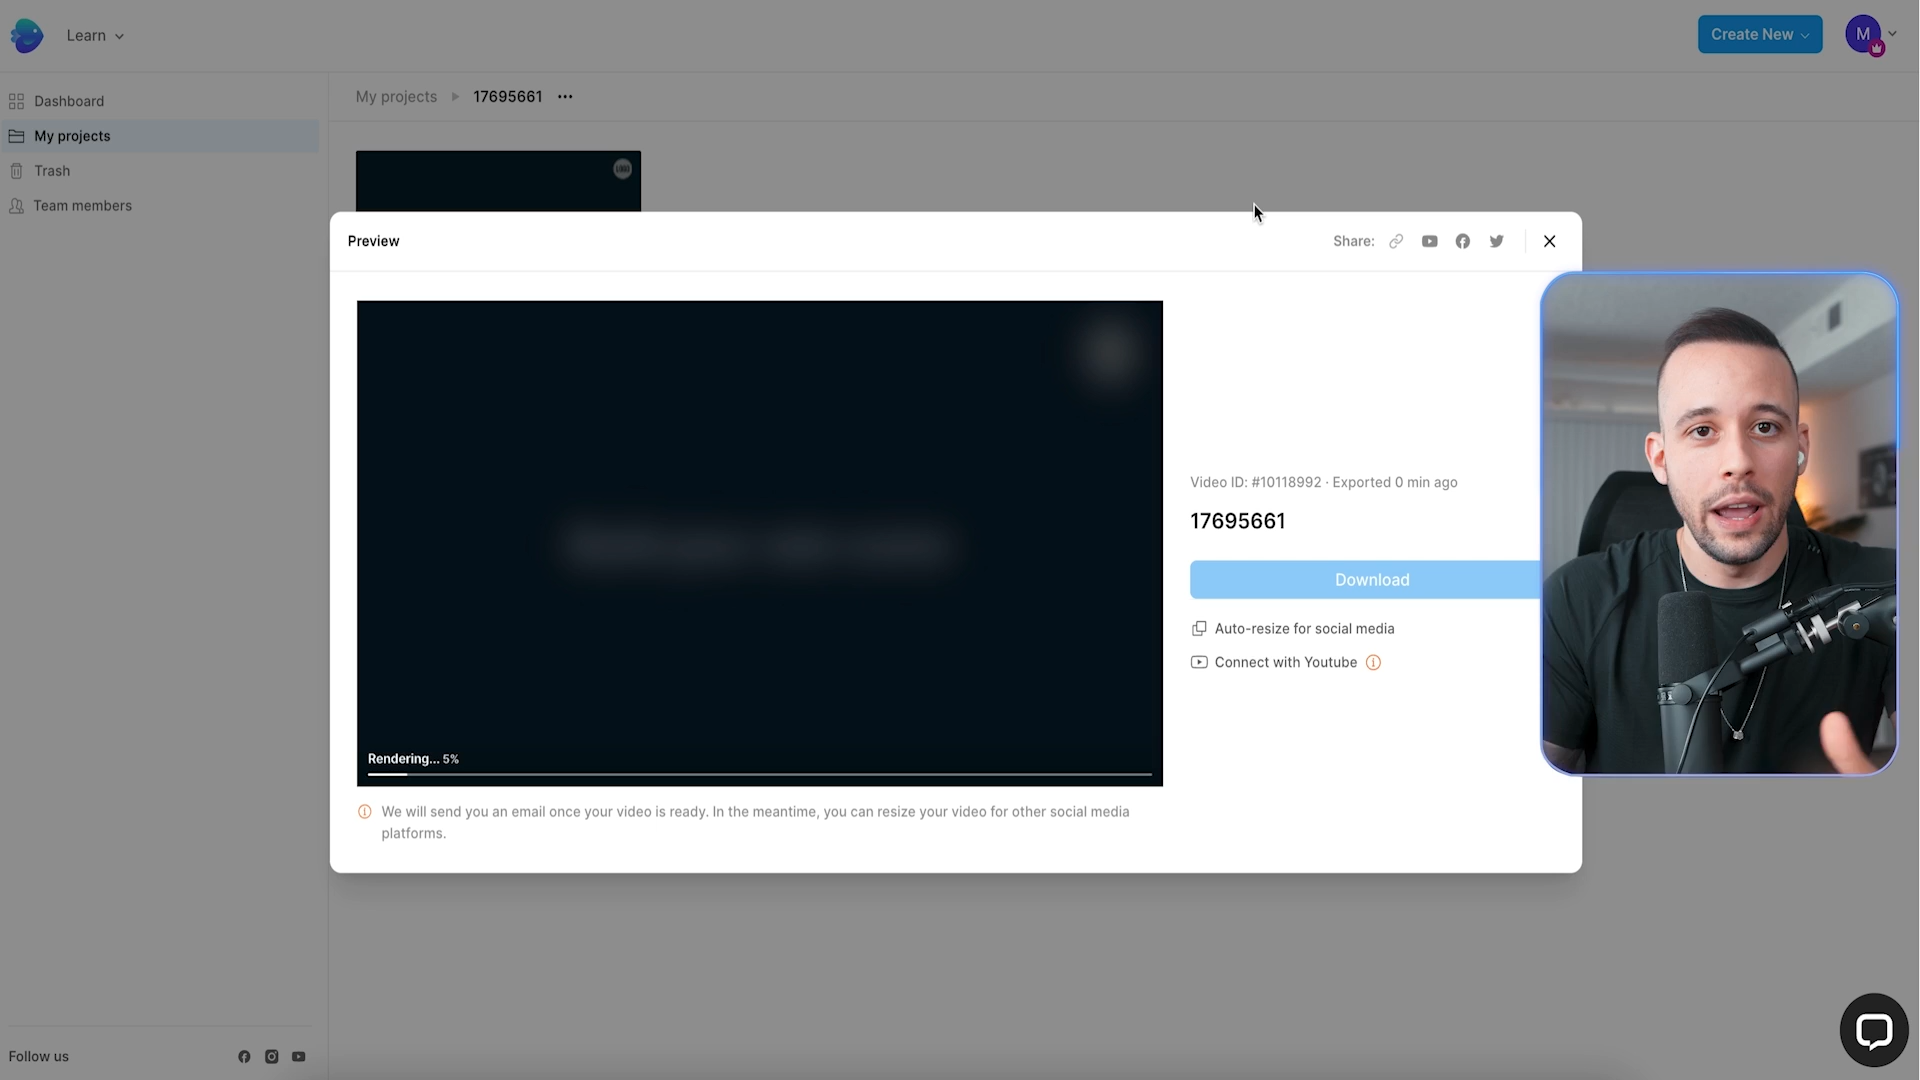 Learn
Create New
M
Dashboard
My projects
Trash
Team members
My projects
17695661
Preview
Share:
Video ID: #10118992 · Exported 0 min ago
17695661
Download
Auto-resize for social media
Connect with Youtube
Rendering... 5%
We will send you an email once your video is ready. In the meantime, you can resize your video for other social media
platforms.
Follow us